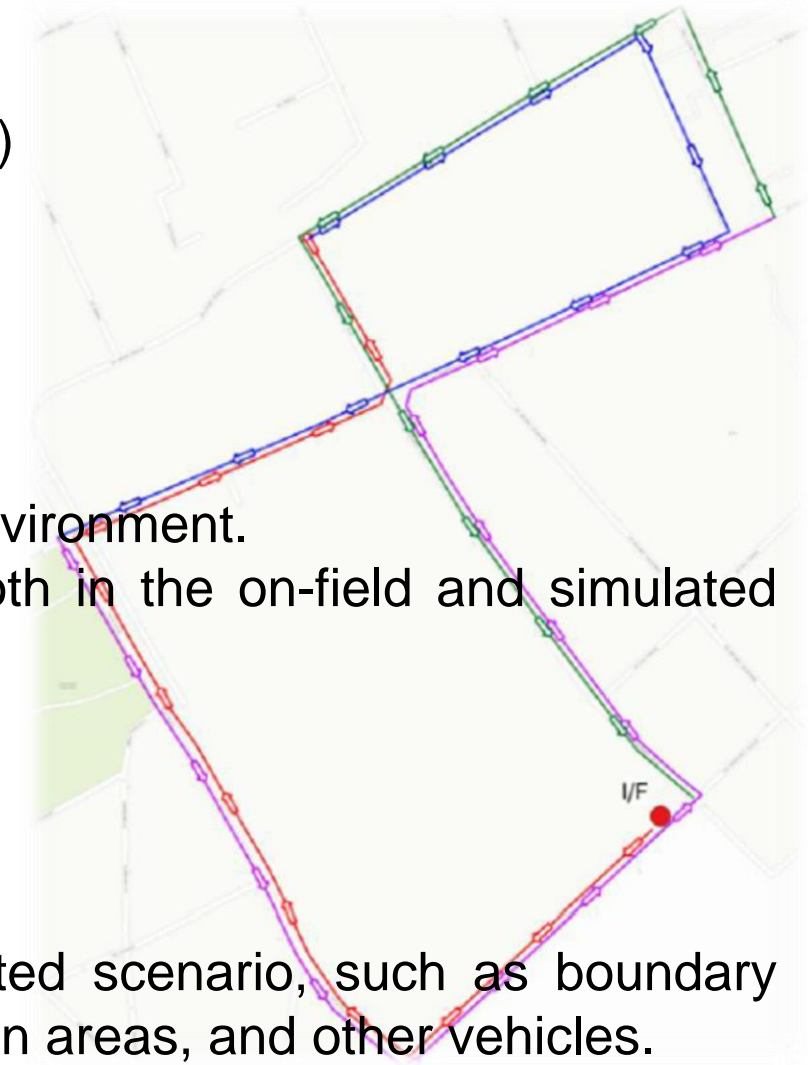 )
vironment.
oth in the on-field and simulated
I/F
ted scenario, such as boundary
n areas, and other vehicles.